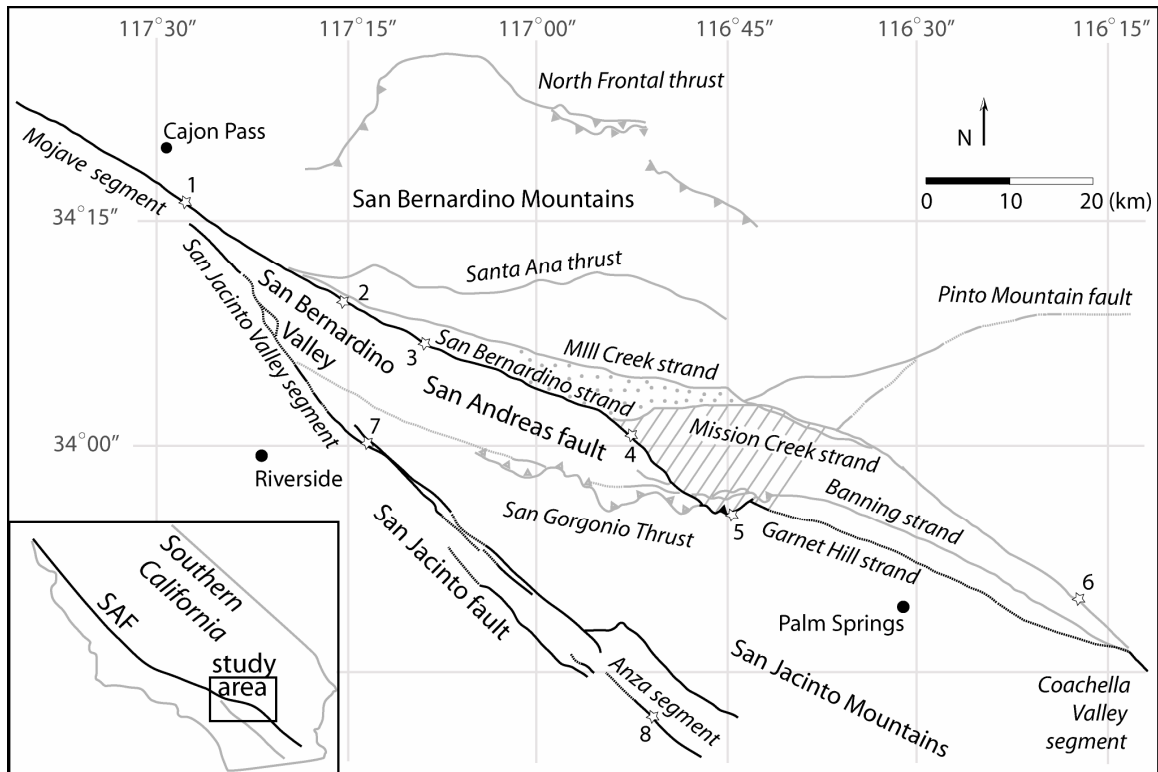 117°30″
117°15″
117°00″
116°45″
116°30″
116°15″
North Frontal thrust
Cajon Pass
N
Mojave segment
1
San Bernardino Mountains
0
10
20 (km)
34°15″
Santa Ana thrust
San Jacinto Valley segment
San Bernardino
Valley
2
Pinto Mountain fault
3
San Bernardino strand
MIll Creek strand
San Andreas fault
7
34°00″
4
Mission Creek strand
Riverside
Banning strand
San Gorgonio Thrust
5
Garnet Hill strand
San Jacinto fault
6
Palm Springs
Southern
California
SAF
study
area
Anza segment
8
San Jacinto Mountains
Coachella
Valley
segment